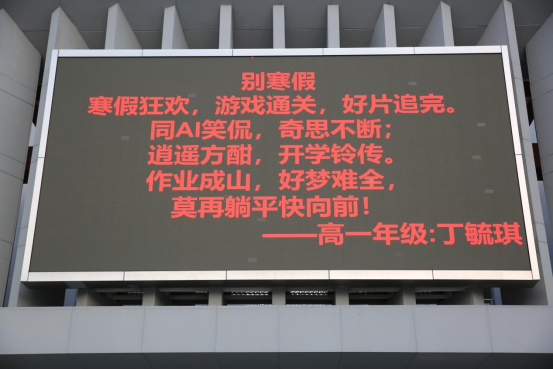 别寒假
寒假狂欢，游戏通关，好片追完。
同AI笑侃，奇思不断；
逍遥方酣，开学铃传。
作业成山，好梦难全，
莫再躺平快向前！
——高一年级:丁毓琪